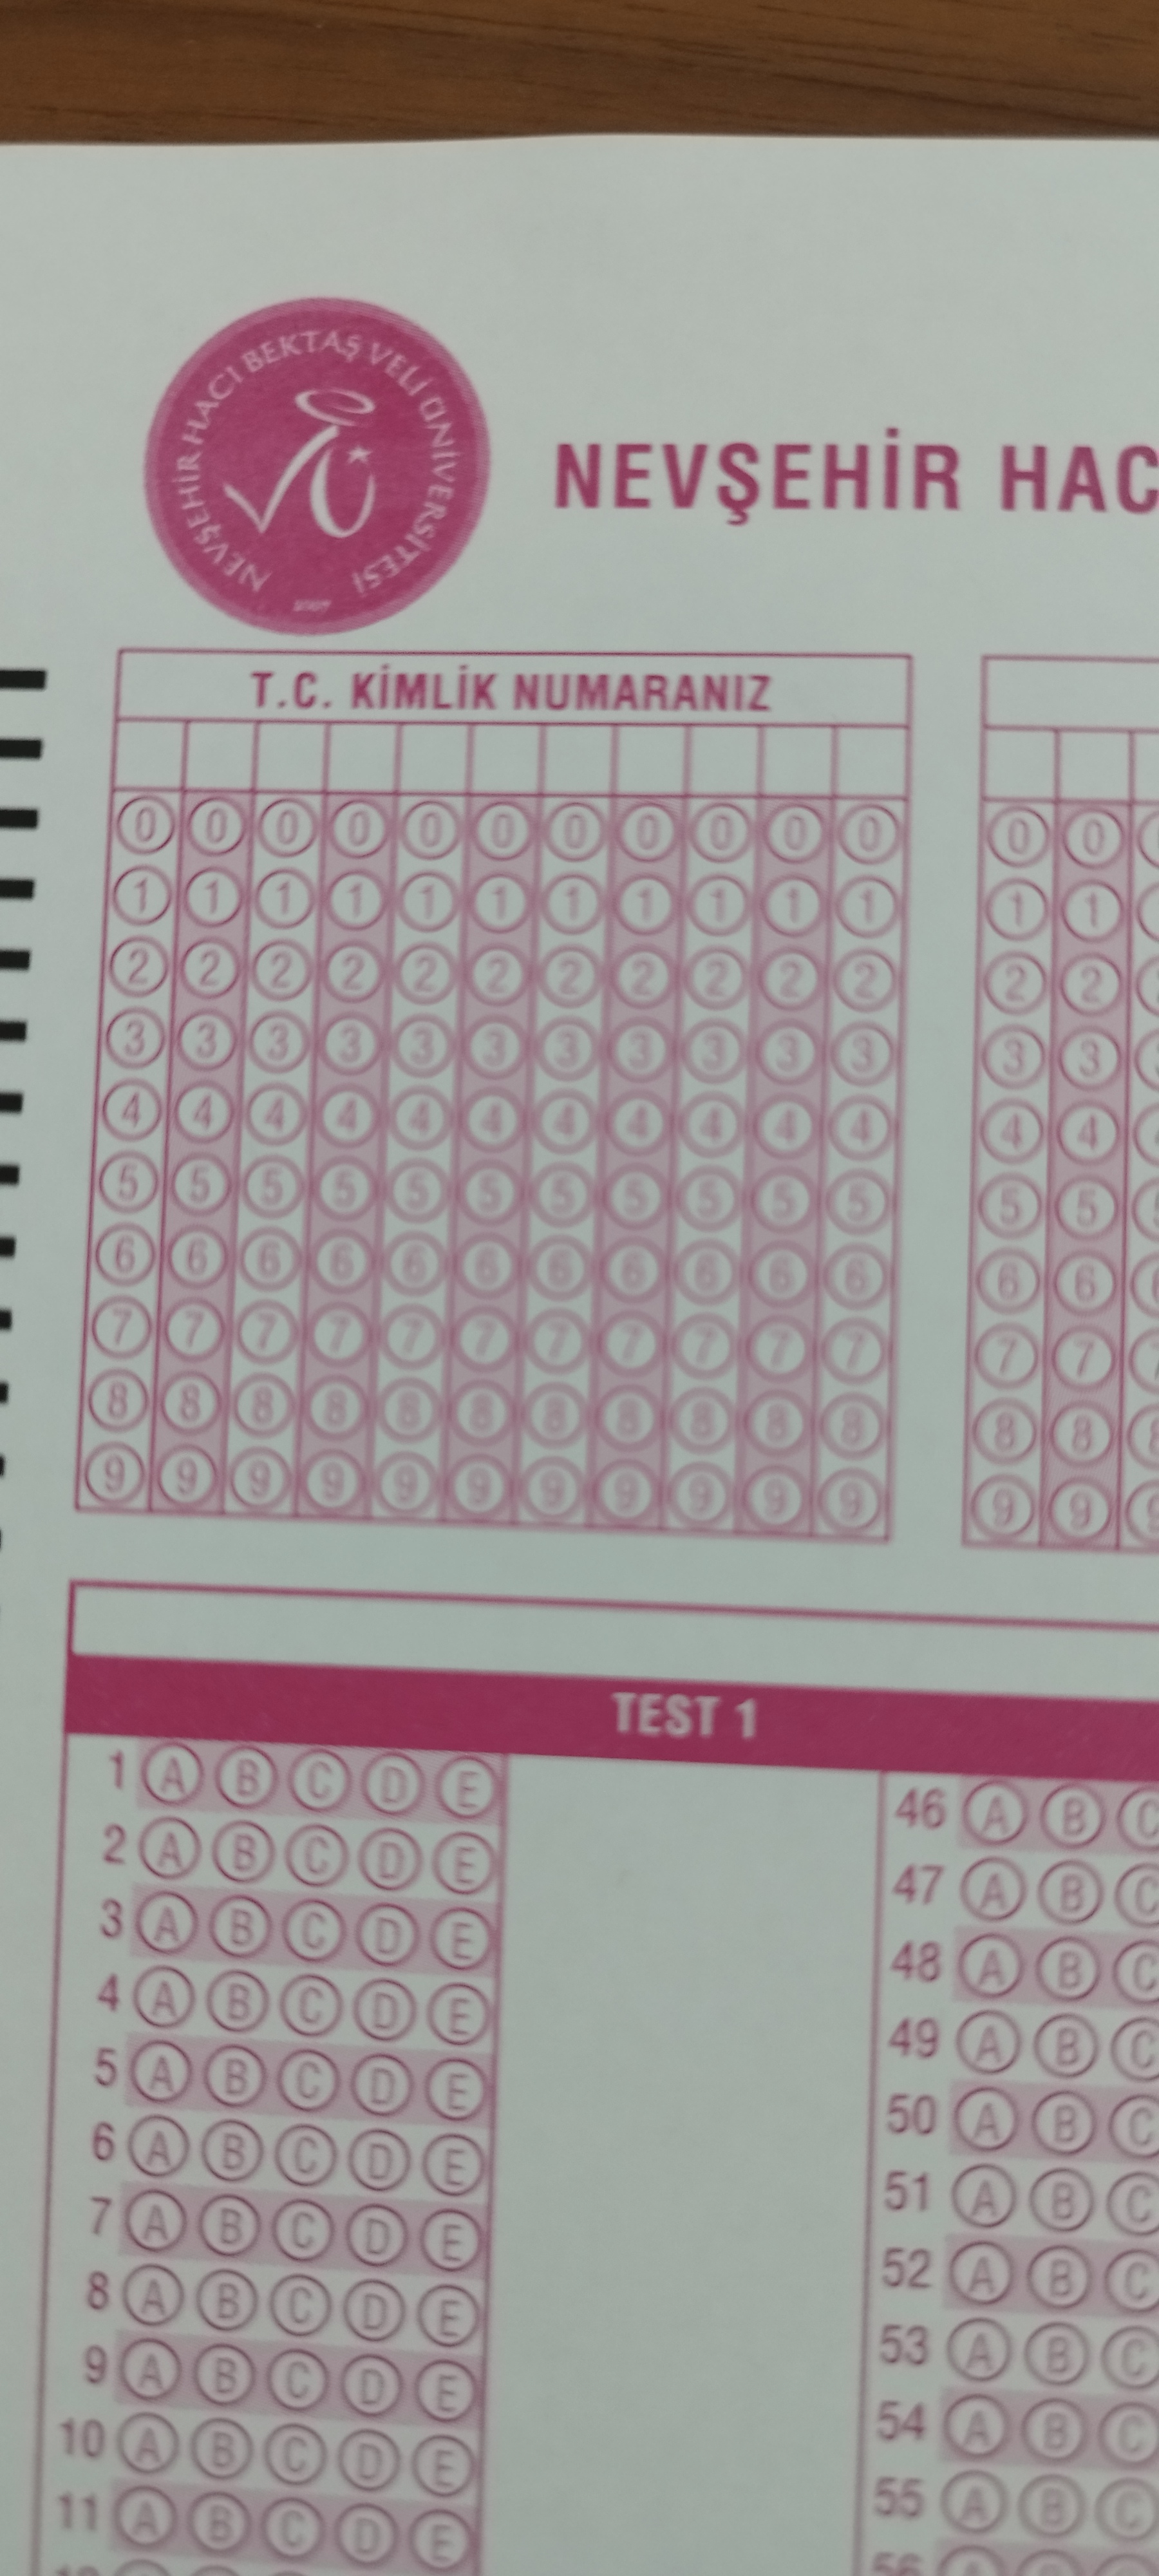 NEVŞEHİR HACI BEKTAŞ VELİ ÜNİVERSİTESİ
2007
NEVŞEHİR HAC
T.C. KİMLİK NUMARANIZ
0 0 0 0 0 0 0 0 0 0 0 0 0
1 1 1 1 1 1 1 1 1 1 1 1 1
2 2 2 2 2 2 2 2 2 2 2 2 2
3 3 3 3 3 3 3 3 3 3 3 3 3
4 4 4 4 4 4 4 4 4 4 4 4 4
5 5 5 5 5 5 5 5 5 5 5 5 5
6 6 6 6 6 6 6 6 6 6 6 6 6
7 7 7 7 7 7 7 7 7 7 7 7 7
8 8 8 8 8 8 8 8 8 8 8 8 8
9 9 9 9 9 9 9 9 9 9 9 9 9
TEST 1
1 A B C D E
2 A B C D E
3 A B C D E
4 A B C D E
5 A B C D E
6 A B C D E
7 A B C D E
8 A B C D E
9 A B C D E
10 A B C D E
11 A B C D E
46 A B C
47 A B C
48 A B C
49 A B C
50 A B C
51 A B C
52 A B C
53 A B C
54 A B C
55 A B C